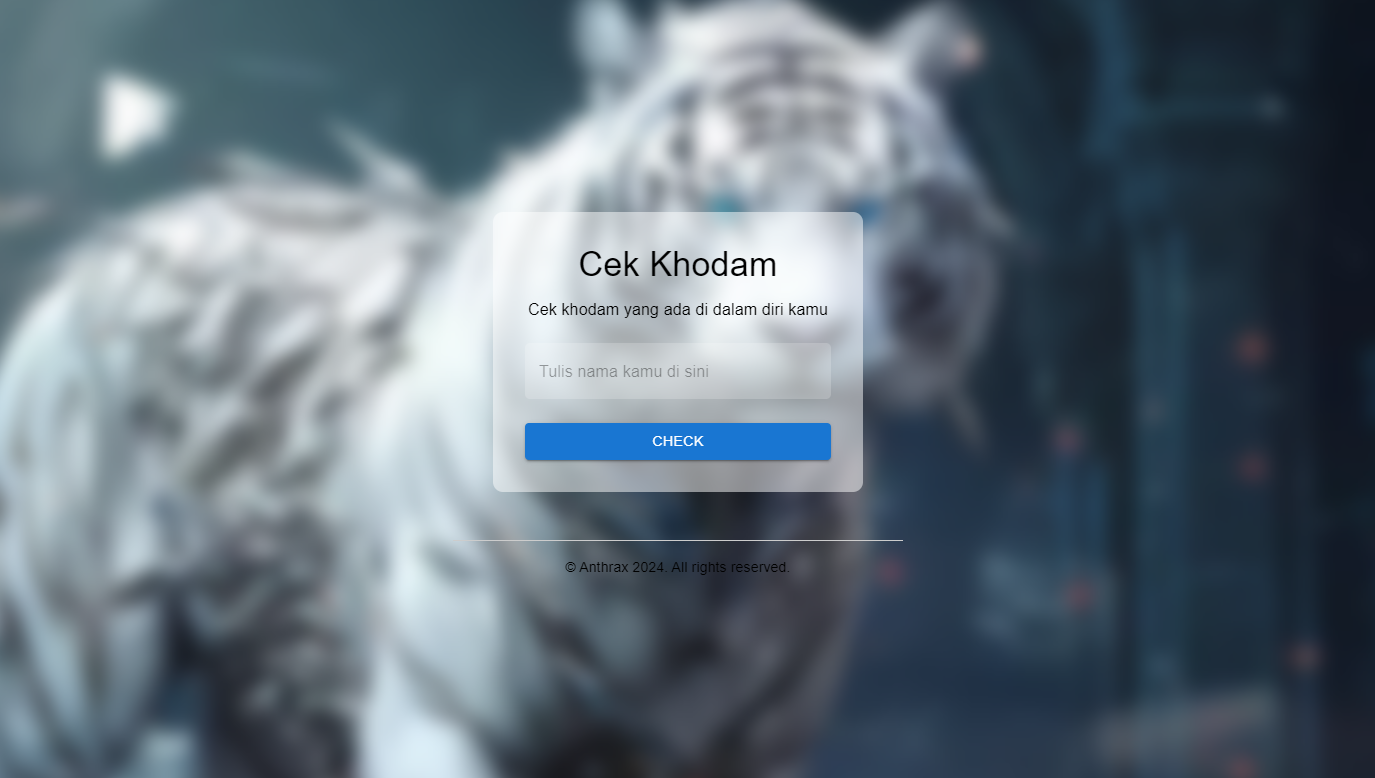 Cek Khodam
Cek khodam yang ada di dalam diri kamu
Tulis nama kamu di sini
CHECK
© Anthrax 2024. All rights reserved.